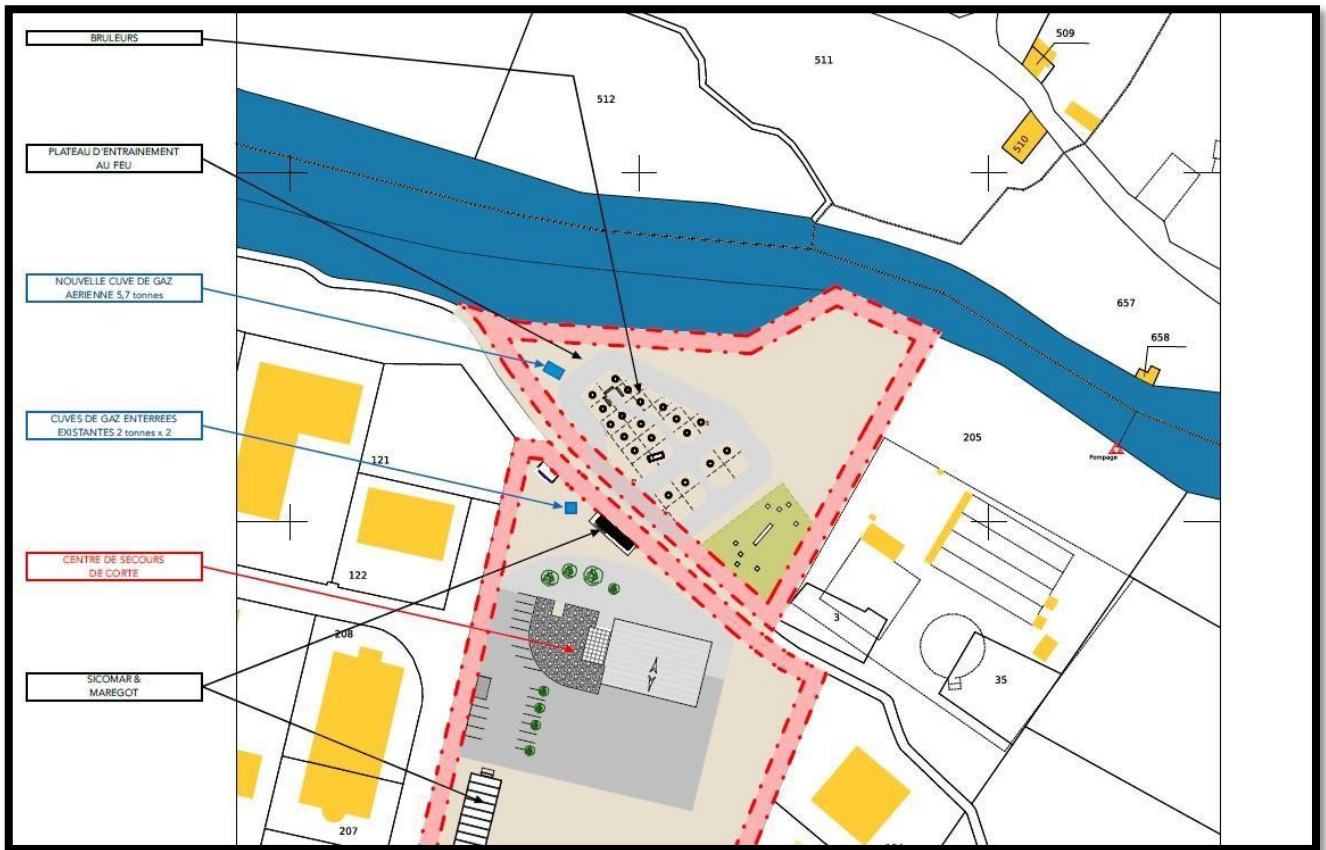 BRULEURS
PLATEAU D'ENTRAINEMENT
AU FEU
NOUVELLE CUVE DE GAZ
AERIENNE 5,7 tonnes
CUVES DE GAZ ENTERREES
EXISTANTES 2 tonnes x 2
CENTRE DE SECOURS
DE CORTE
SICOMAR &
MAREGOT
509
511
512
510
657
658
205
Pompage
121
122
3
208
35
207